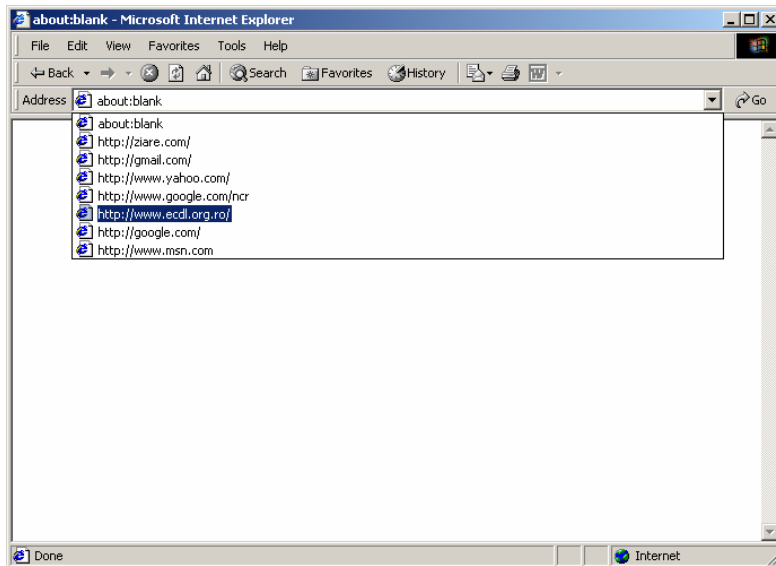 about:blank - Microsoft Internet Explorer
File Edit View Favorites Tools Help
Back Search Favorites History
Address about:blank Go
about:blank
http://ziare.com/
http://gmail.com/
http://www.yahoo.com/
http://www.google.com/ncr
http://www.ecdl.org.ro/
http://google.com/
http://www.msn.com
Done Internet